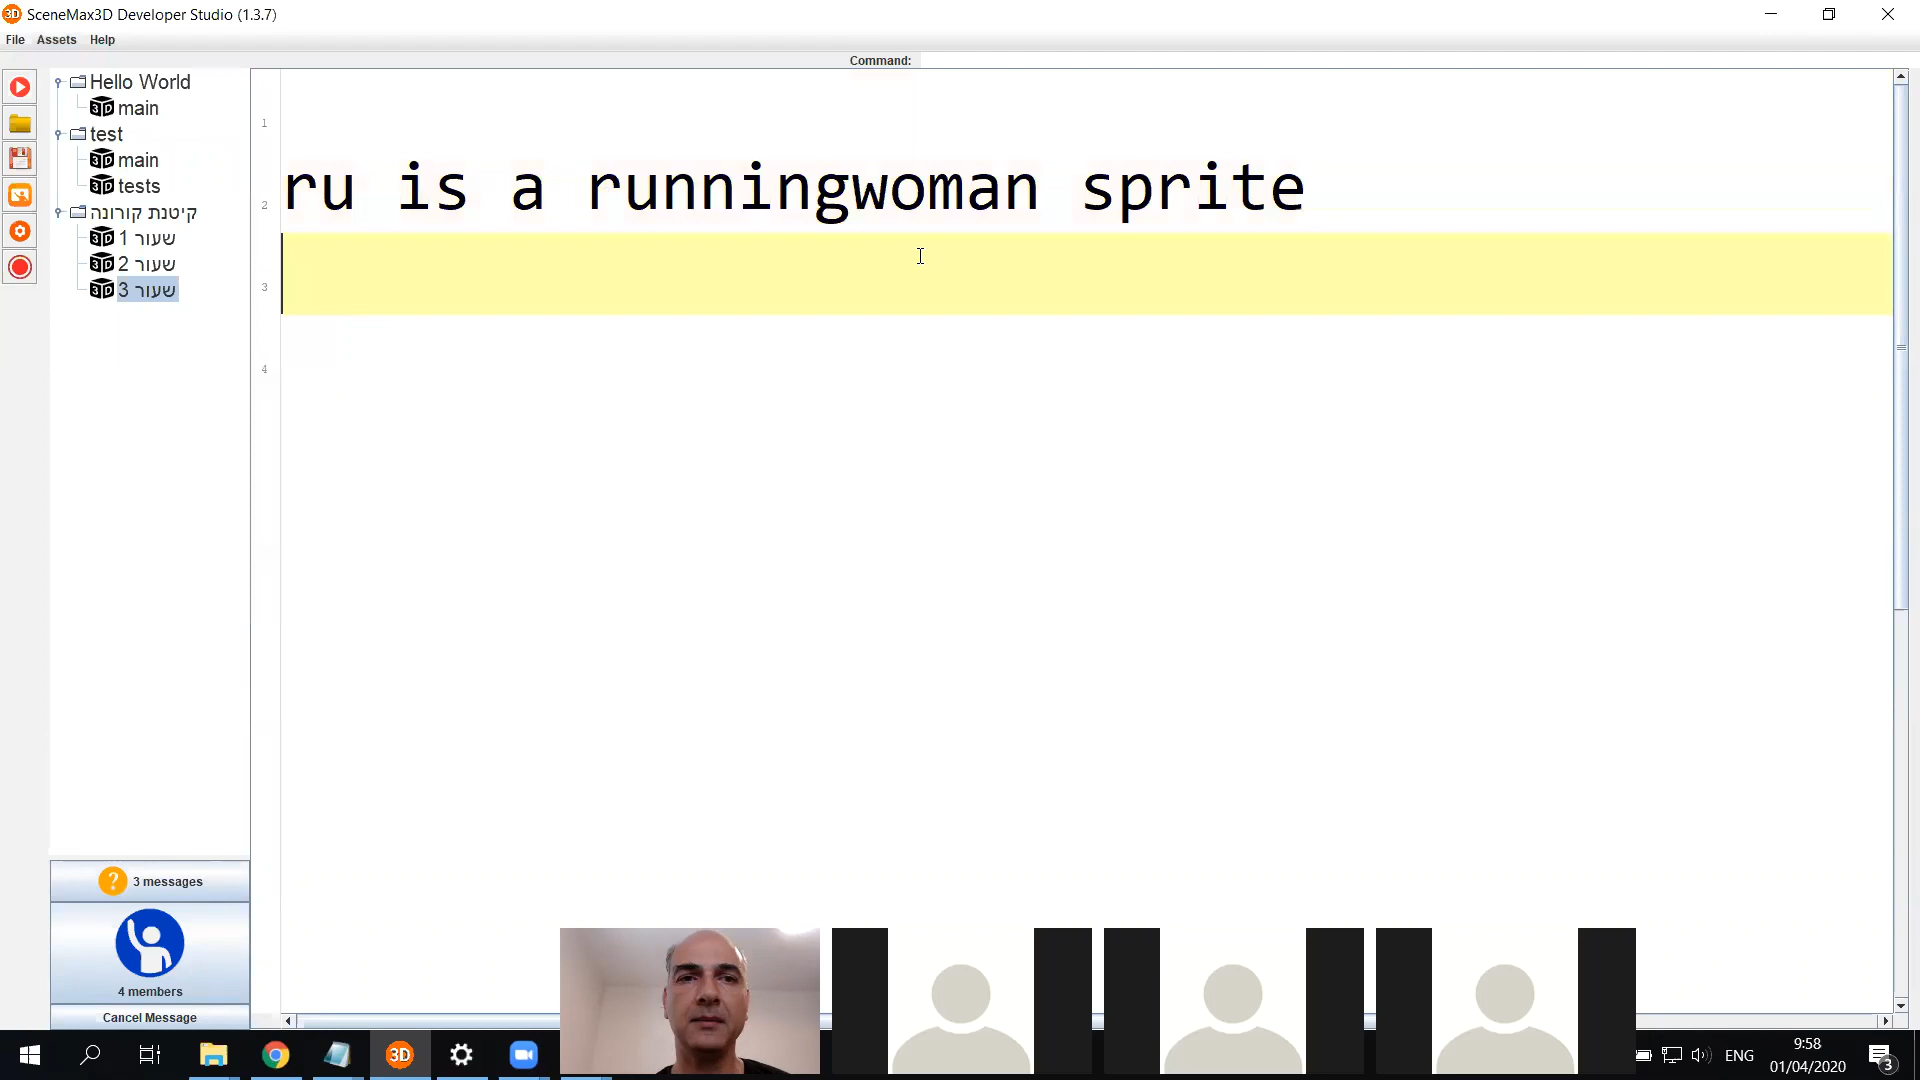 SceneMax3D Developer Studio (1.3.7)
File Assets Help
Command:
Hello World
main
test
main
tests
קיטנת קורונה
שעור 1
שעור 2
שעור 3
1
2 ru is a runningwoman sprite
3
4
? 3 messages
4 members
Cancel Message
3D
ENG
9:58
01/04/2020
3